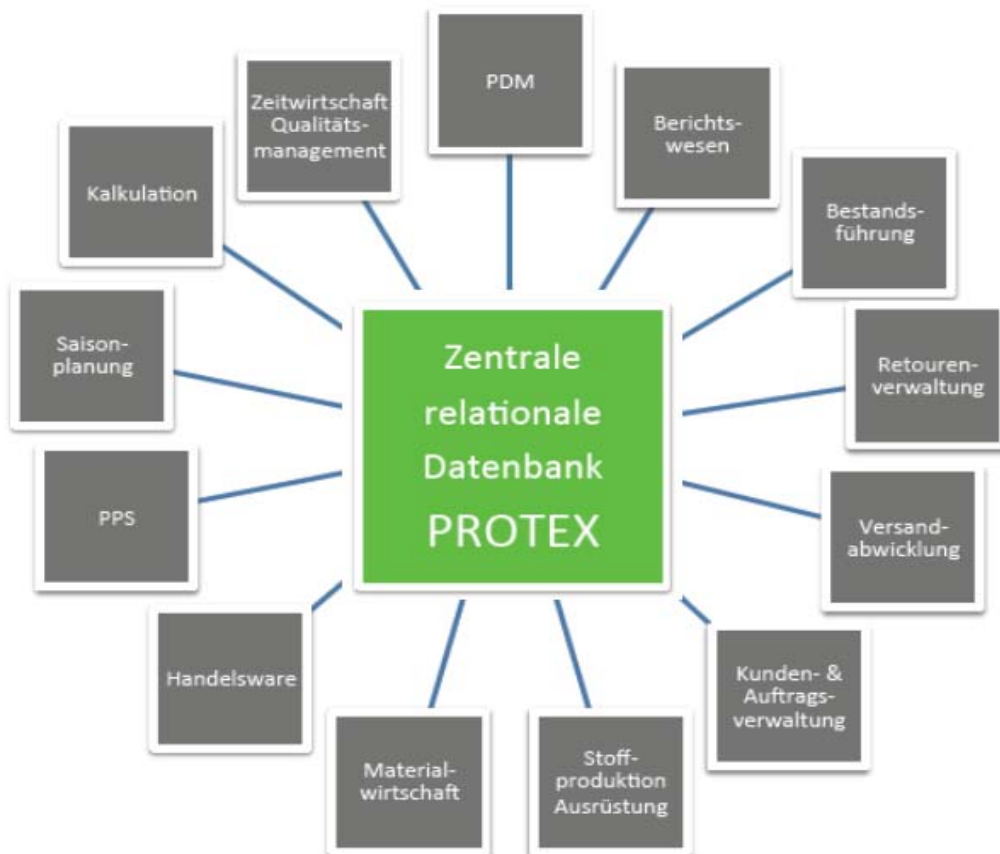 PDM
Berichts-
wesen
Bestands-
führung
Retouren-
verwaltung
Versand-
abwicklung
Kunden- &
Auftrags-
verwaltung
Stoff-
produktion
Ausrüstung
Material-
wirtschaft
Handelsware
PPS
Saison-
planung
Kalkulation
Zeitwirtschaft
Qualitäts-
management
Zentrale
relationale
Datenbank
PROTEX